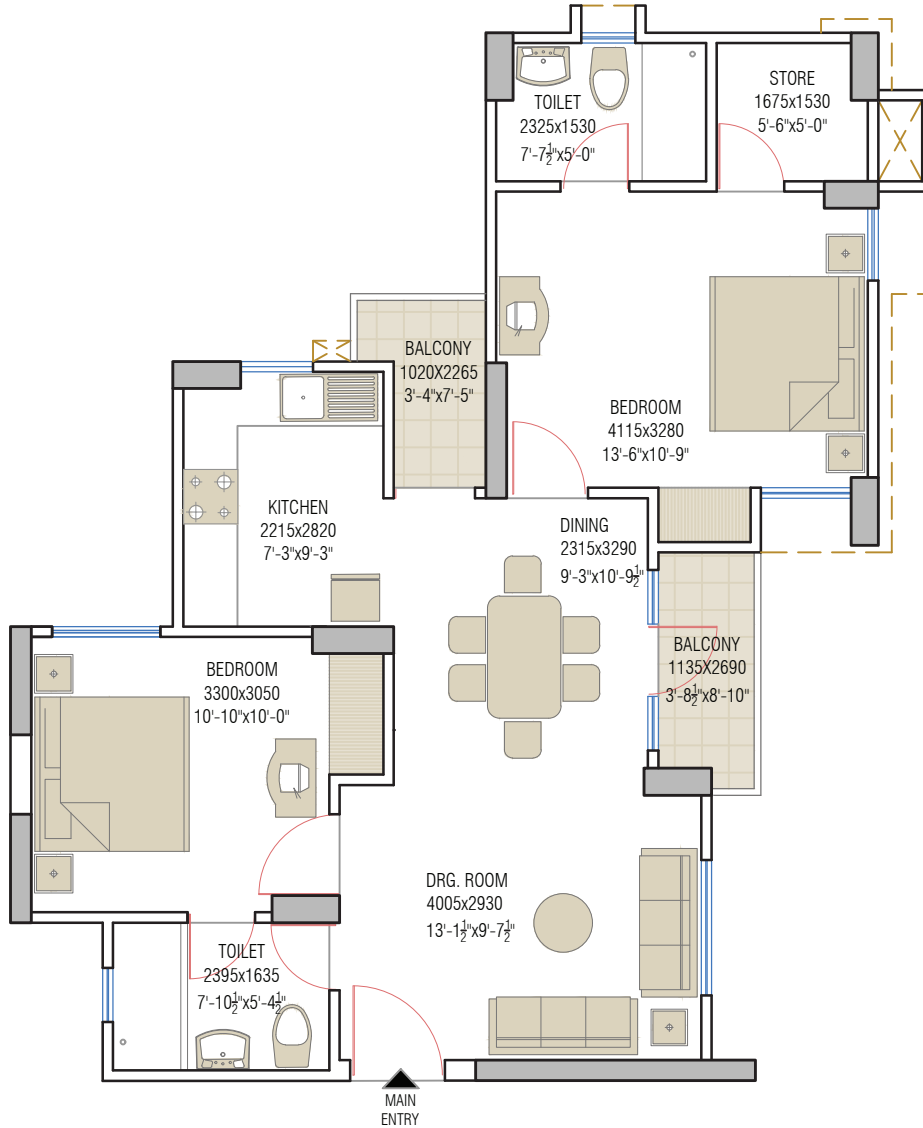 TOILET
2325x1530
7'-7½"x5'-0"
STORE
1675x1530
5'-6"x5'-0"
BALCONY
1020X2265
3'-4"x7'-5"
BEDROOM
4115x3280
13'-6"x10'-9"
KITCHEN
2215x2820
7'-3"x9'-3"
DINING
2315x3290
9'-3"x10'-9½"
BALCONY
1135X2690
3'-8½"x8'-10"
BEDROOM
3300x3050
10'-10"x10'-0"
DRG. ROOM
4005x2930
13'-1½"x9'-7½"
TOILET
2395x1635
7'-10½"x5'-4½"
MAIN
ENTRY